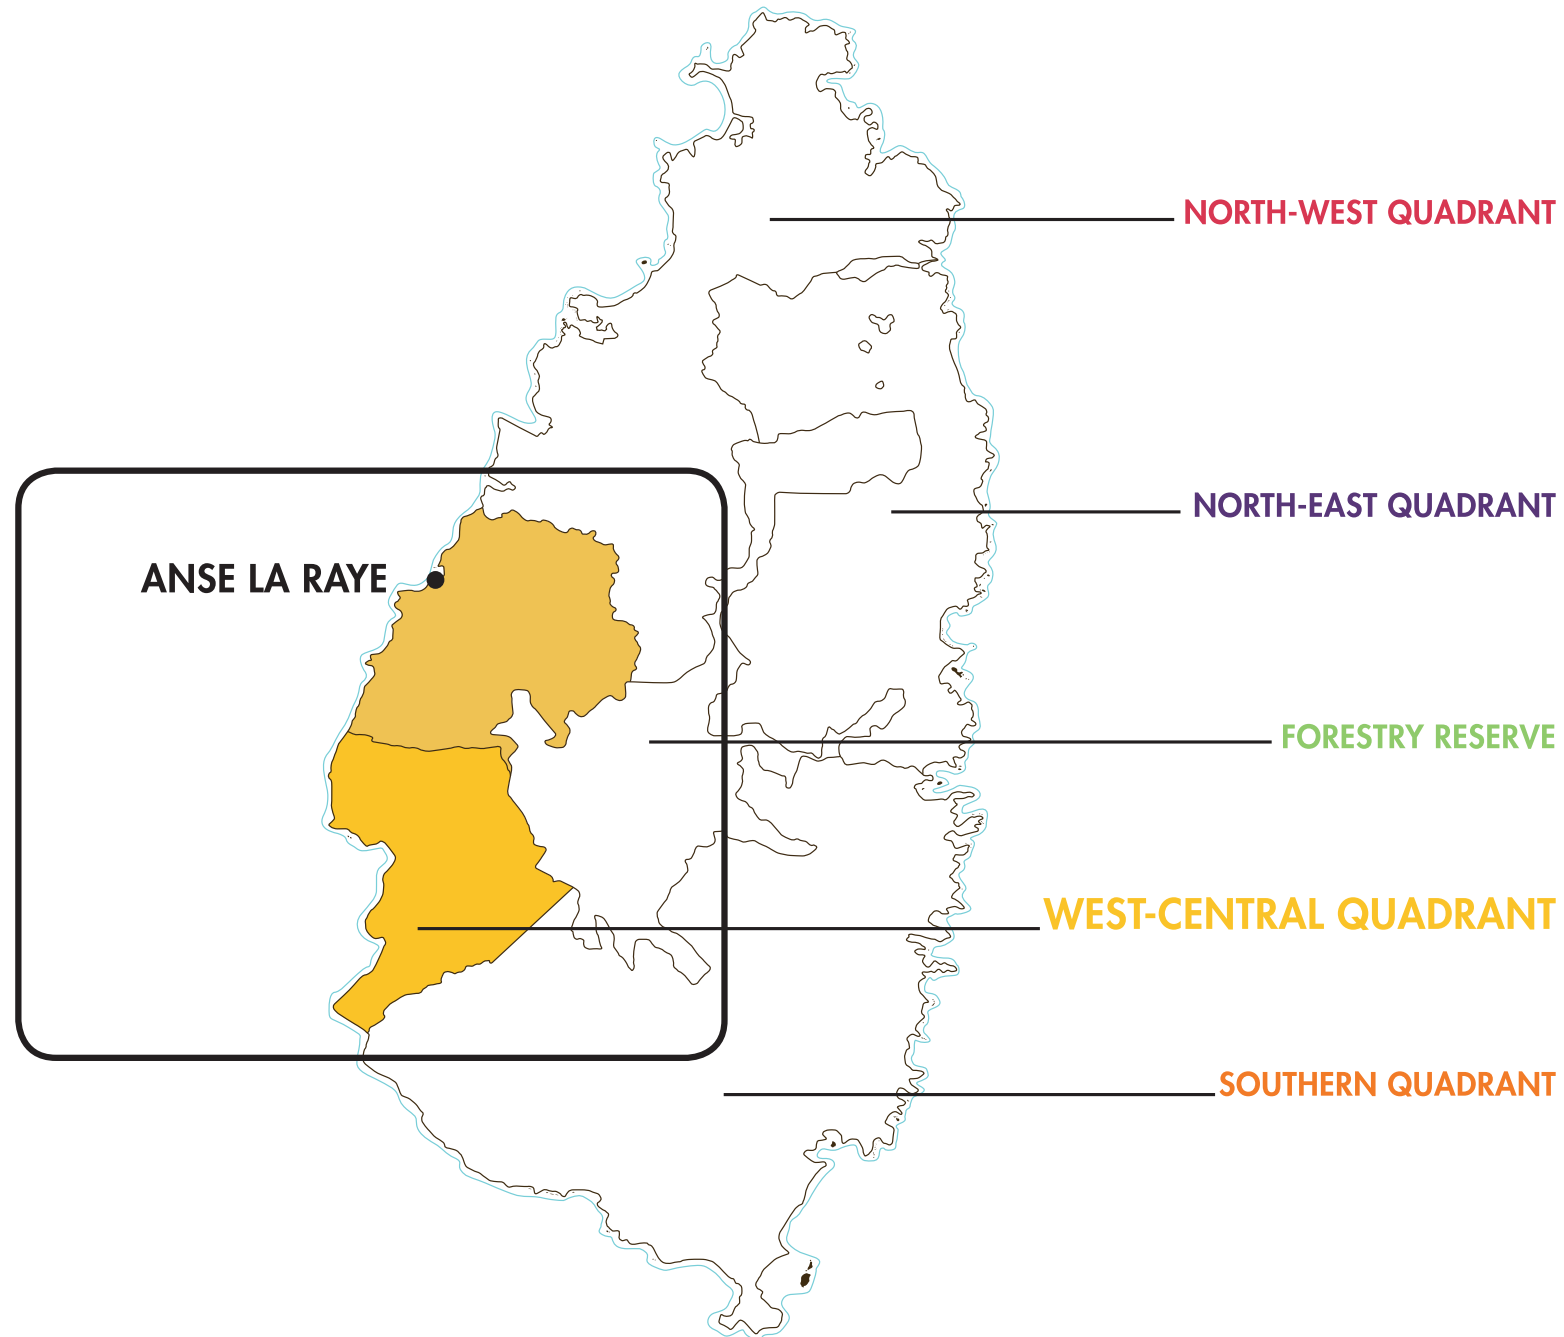 NORTH-WEST QUADRANT
NORTH-EAST QUADRANT
ANSE LA RAYE
FORESTRY RESERVE
WEST-CENTRAL QUADRANT
SOUTHERN QUADRANT